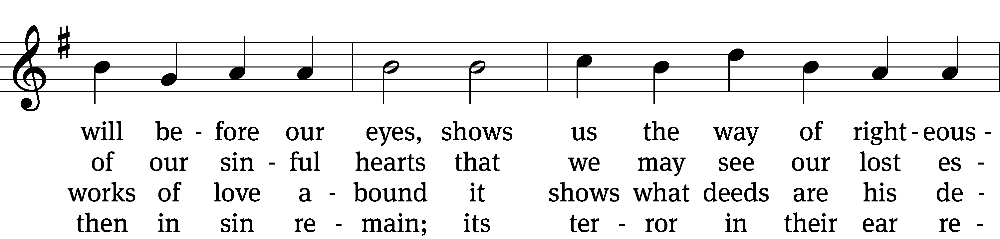 will be - fore our eyes, shows us the way of right - eous -
of our sin - ful hearts that we may see our lost es -
works of love a - bound it shows what deeds are his de -
then in sin re - main; its ter - ror in their ear re -